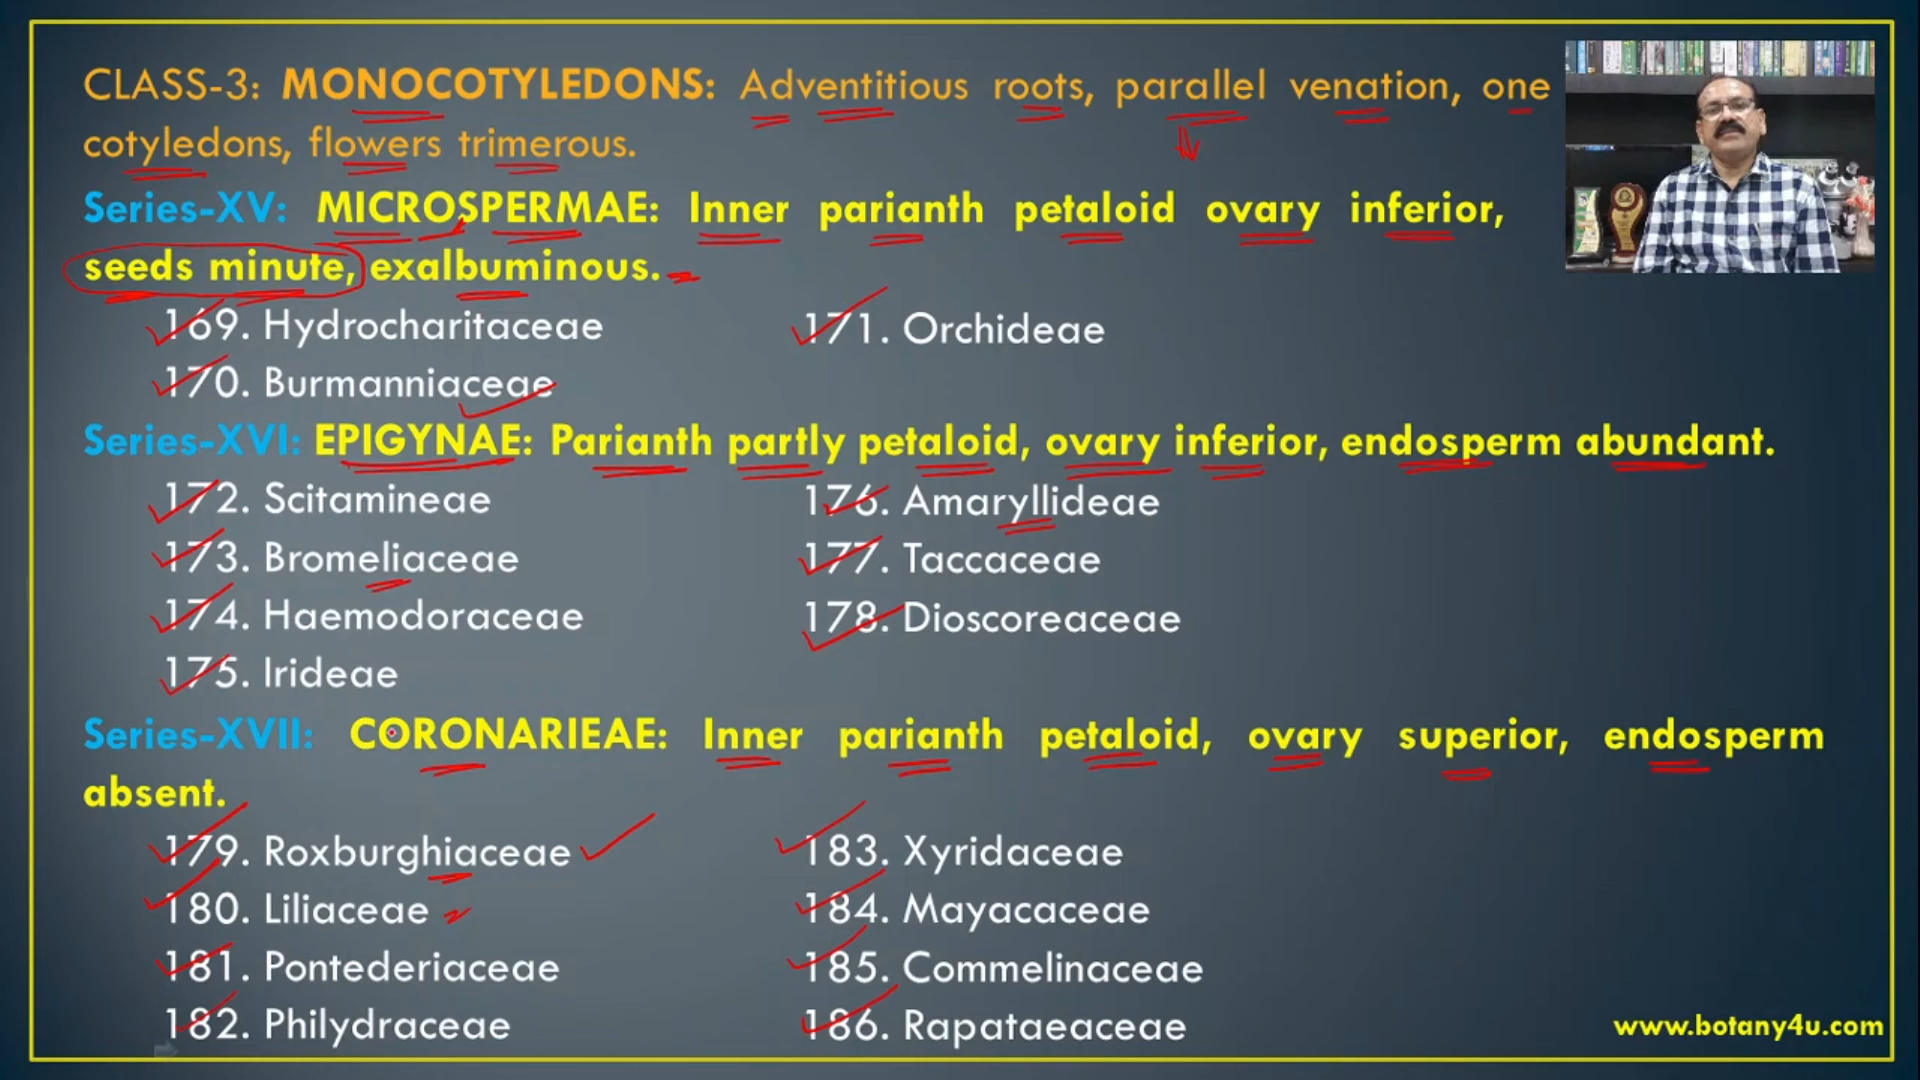 CLASS-3: MONOCOTYLEDONS: Adventitious roots, parallel venation, one
cotyledons, flowers trimerous.
Series-XV: MICROSPERMAE: Inner parianth petaloid ovary inferior,
seeds minute, exalbuminous.
169. Hydrocharitaceae
171. Orchideae
170. Burmanniaceae
Series-XVI: EPIGYNAE: Parianth partly petaloid, ovary inferior, endosperm abundant.
172. Scitamineae
176. Amaryllideae
173. Bromeliaceae
177. Taccaceae
174. Haemodoraceae
178. Dioscoreaceae
175. Irideae
Series-XVII: CORONARIEAE: Inner parianth petaloid, ovary superior, endosperm
absent.
179. Roxburghiaceae
183. Xyridaceae
180. Liliaceae
184. Mayacaceae
181. Pontederiaceae
185. Commelinaceae
182. Philydraceae
186. Rapataeaceae
www.botany4u.com